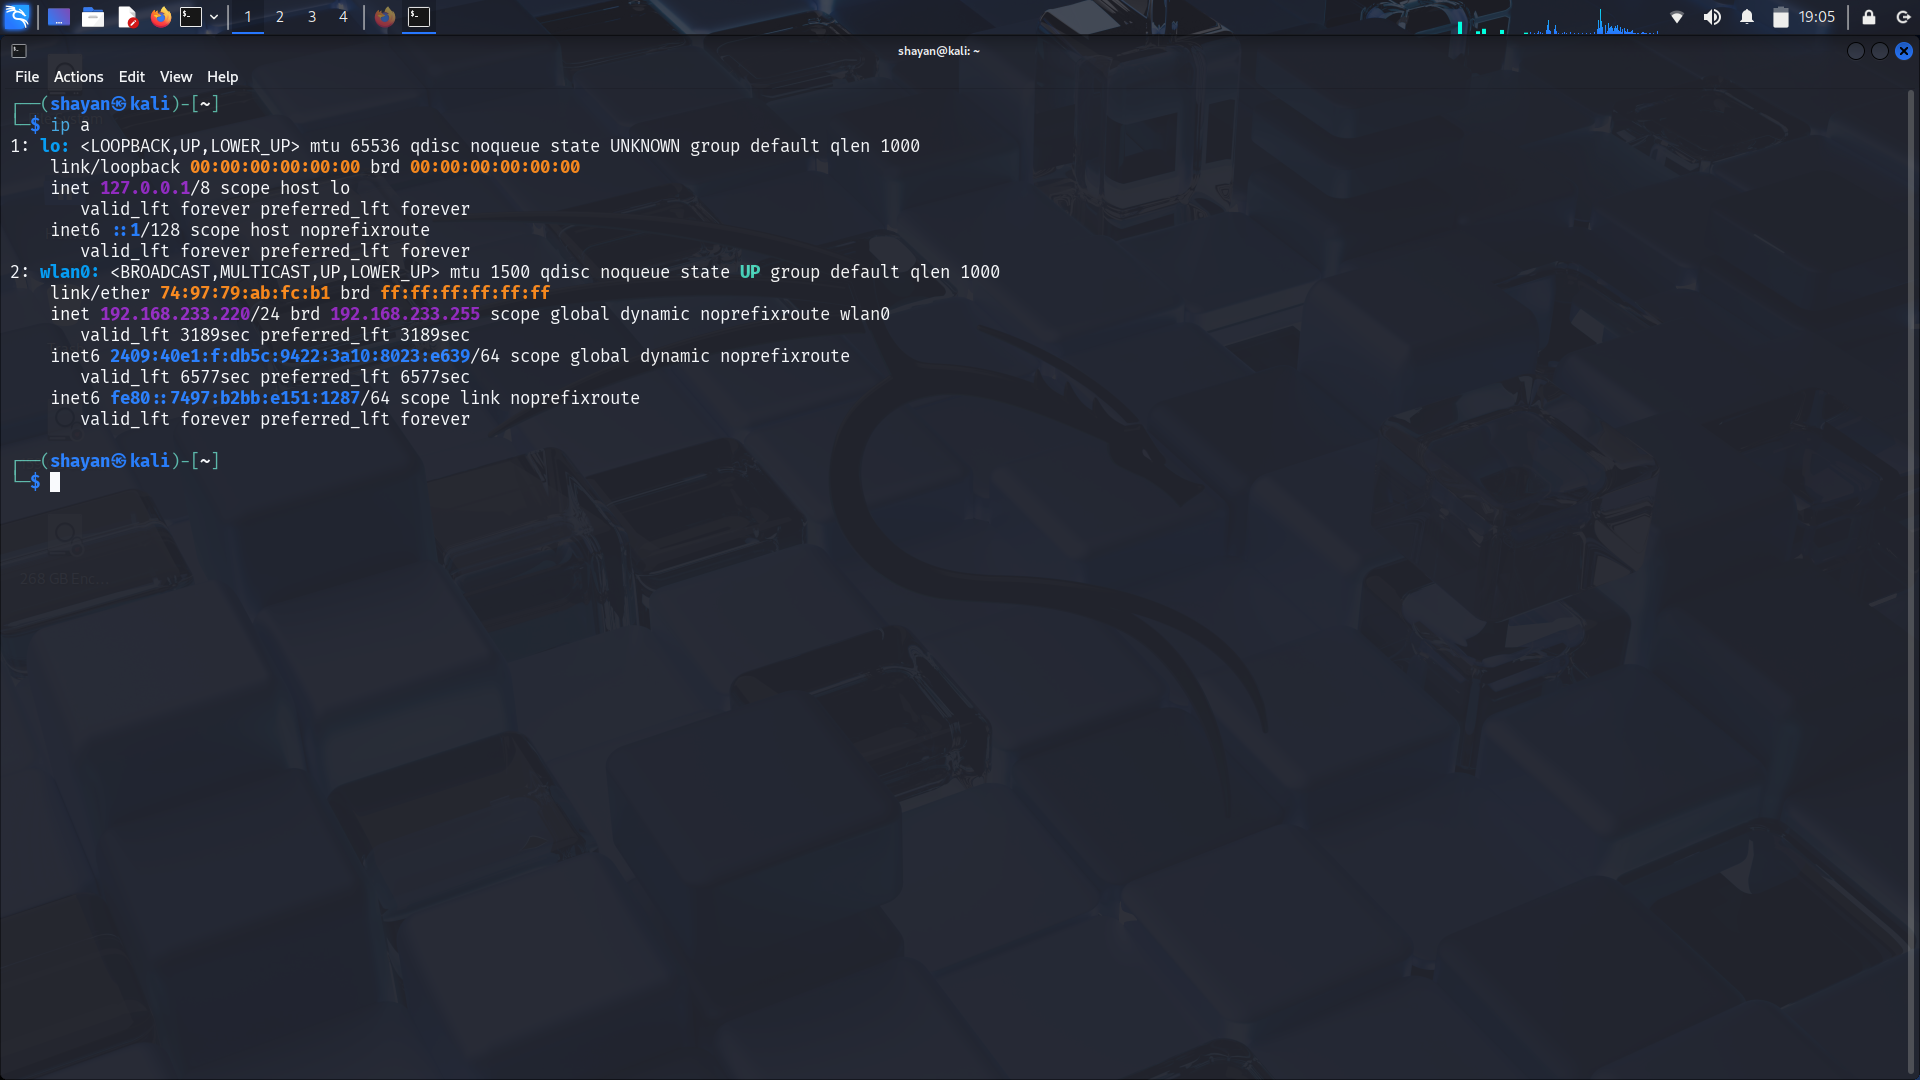 1 2 3 4 19:05
shayan@kali: ~
File Actions Edit View Help
┌──(shayan㉿kali)-[~]
└─$ ip a
1: lo: <LOOPBACK,UP,LOWER_UP> mtu 65536 qdisc noqueue state UNKNOWN group default qlen 1000
link/loopback 00:00:00:00:00:00 brd 00:00:00:00:00:00
inet 127.0.0.1/8 scope host lo
valid_lft forever preferred_lft forever
inet6 ::1/128 scope host noprefixroute
valid_lft forever preferred_lft forever
2: wlan0: <BROADCAST,MULTICAST,UP,LOWER_UP> mtu 1500 qdisc noqueue state UP group default qlen 1000
link/ether 74:97:79:ab:fc:b1 brd ff:ff:ff:ff:ff:ff
inet 192.168.233.220/24 brd 192.168.233.255 scope global dynamic noprefixroute wlan0
valid_lft 3189sec preferred_lft 3189sec
inet6 2409:40e1:f:db5c:9422:3a10:8023:e639/64 scope global dynamic noprefixroute
valid_lft 6577sec preferred_lft 6577sec
inet6 fe80::7497:b2bb:e151:1287/64 scope link noprefixroute
valid_lft forever preferred_lft forever
┌──(shayan㉿kali)-[~]
└─$
268 GB Enc...